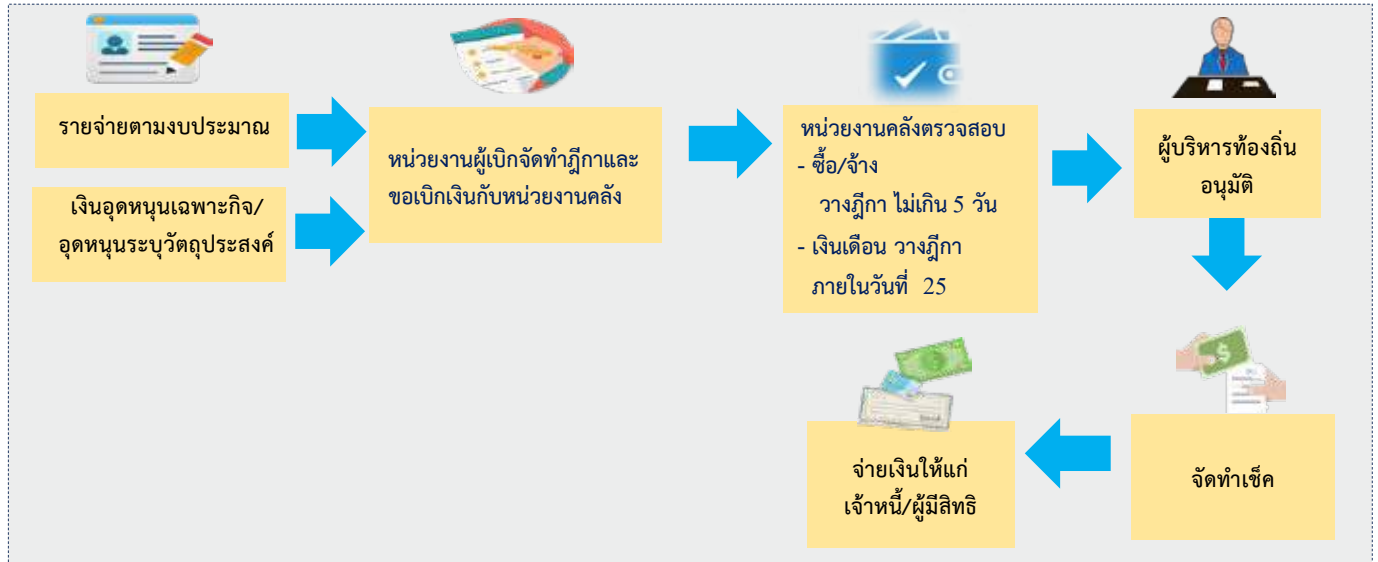 รายจ่ายตามงบประมาณ
เงินอุดหนุนเฉพาะกิจ/
อุดหนุนระบุวัตถุประสงค์
หน่วยงานผู้เบิกจัดทำฎีกาและ
ขอเบิกเงินกับหน่วยงานคลัง
หน่วยงานคลังตรวจสอบ
- ซื้อ/จ้าง
วางฎีกา ไม่เกิน 5 วัน
- เงินเดือน วางฎีกา
ภายในวันที่ 25
ผู้บริหารท้องถิ่น
อนุมัติ
จัดทำเช็ค
จ่ายเงินให้แก่
เจ้าหนี้/ผู้มีสิทธิ